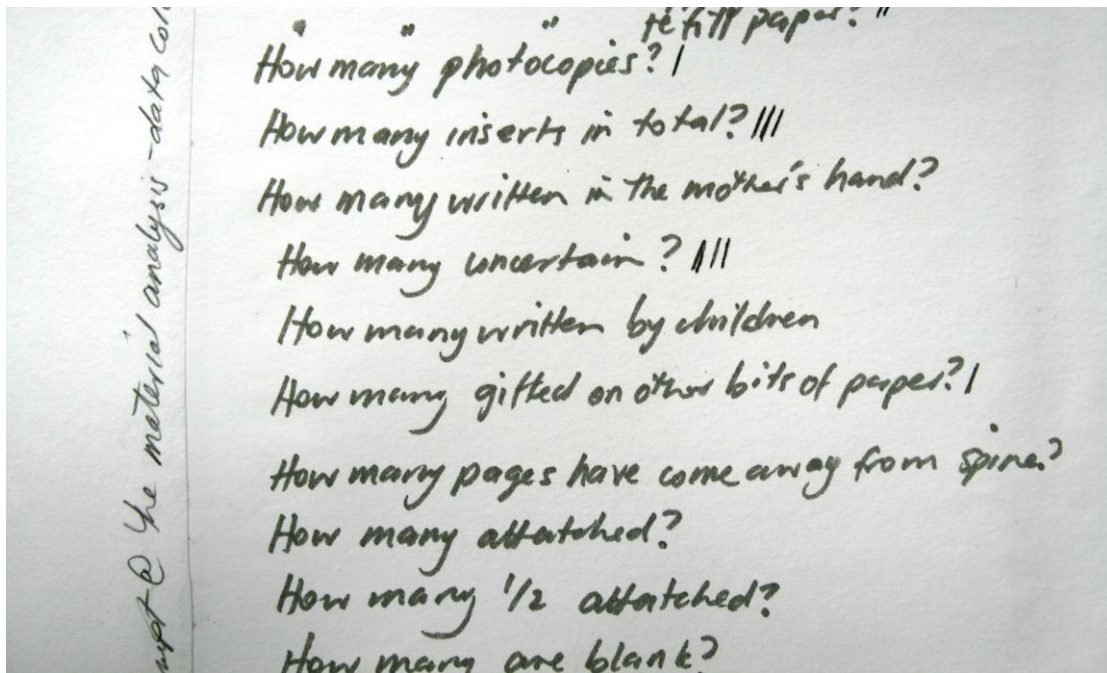 " " " refill paper? "
How many photocopies? |
How many inserts in total? |||
How many written in the mother's hand?
How many uncertain? |||
How many written by children
How many gifted on other bits of paper? |
How many pages have come away from spine?
How many attatched?
How many 1/2 attatched?
How many are blank?
@ the material analysis - data